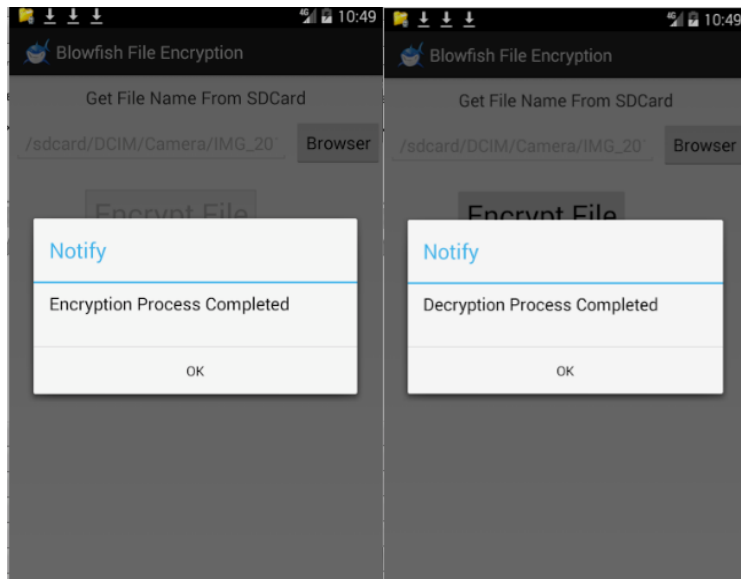 4G 10:49
Blowfish File Encryption
Get File Name From SDCard
/sdcard/DCIM/Camera/IMG_20
Browser
Encrypt File
Notify
Encryption Process Completed
OK
4G 10:49
Blowfish File Encryption
Get File Name From SDCard
/sdcard/DCIM/Camera/IMG_20
Browser
Encrypt File
Notify
Decryption Process Completed
OK